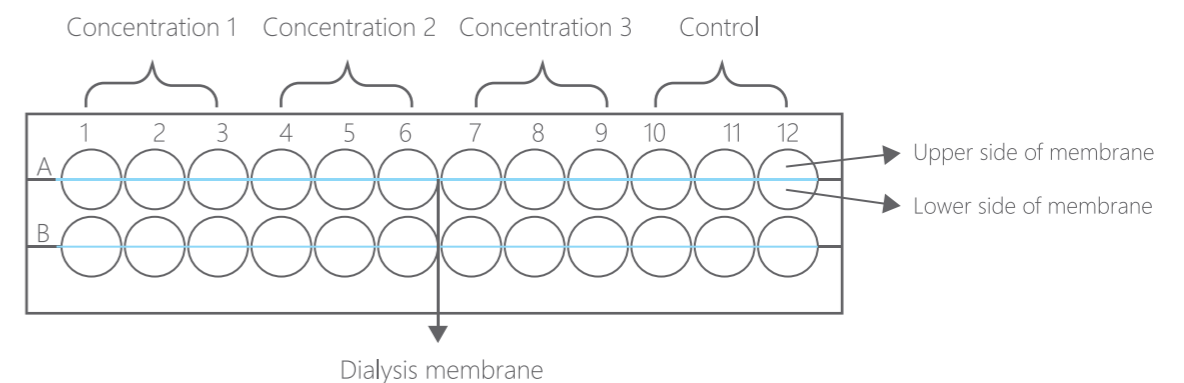 Concentration 1 Concentration 2 Concentration 3 Control
1 2 3 4 5 6 7 8 9 10 11 12
A
Upper side of membrane
Lower side of membrane
B
Dialysis membrane